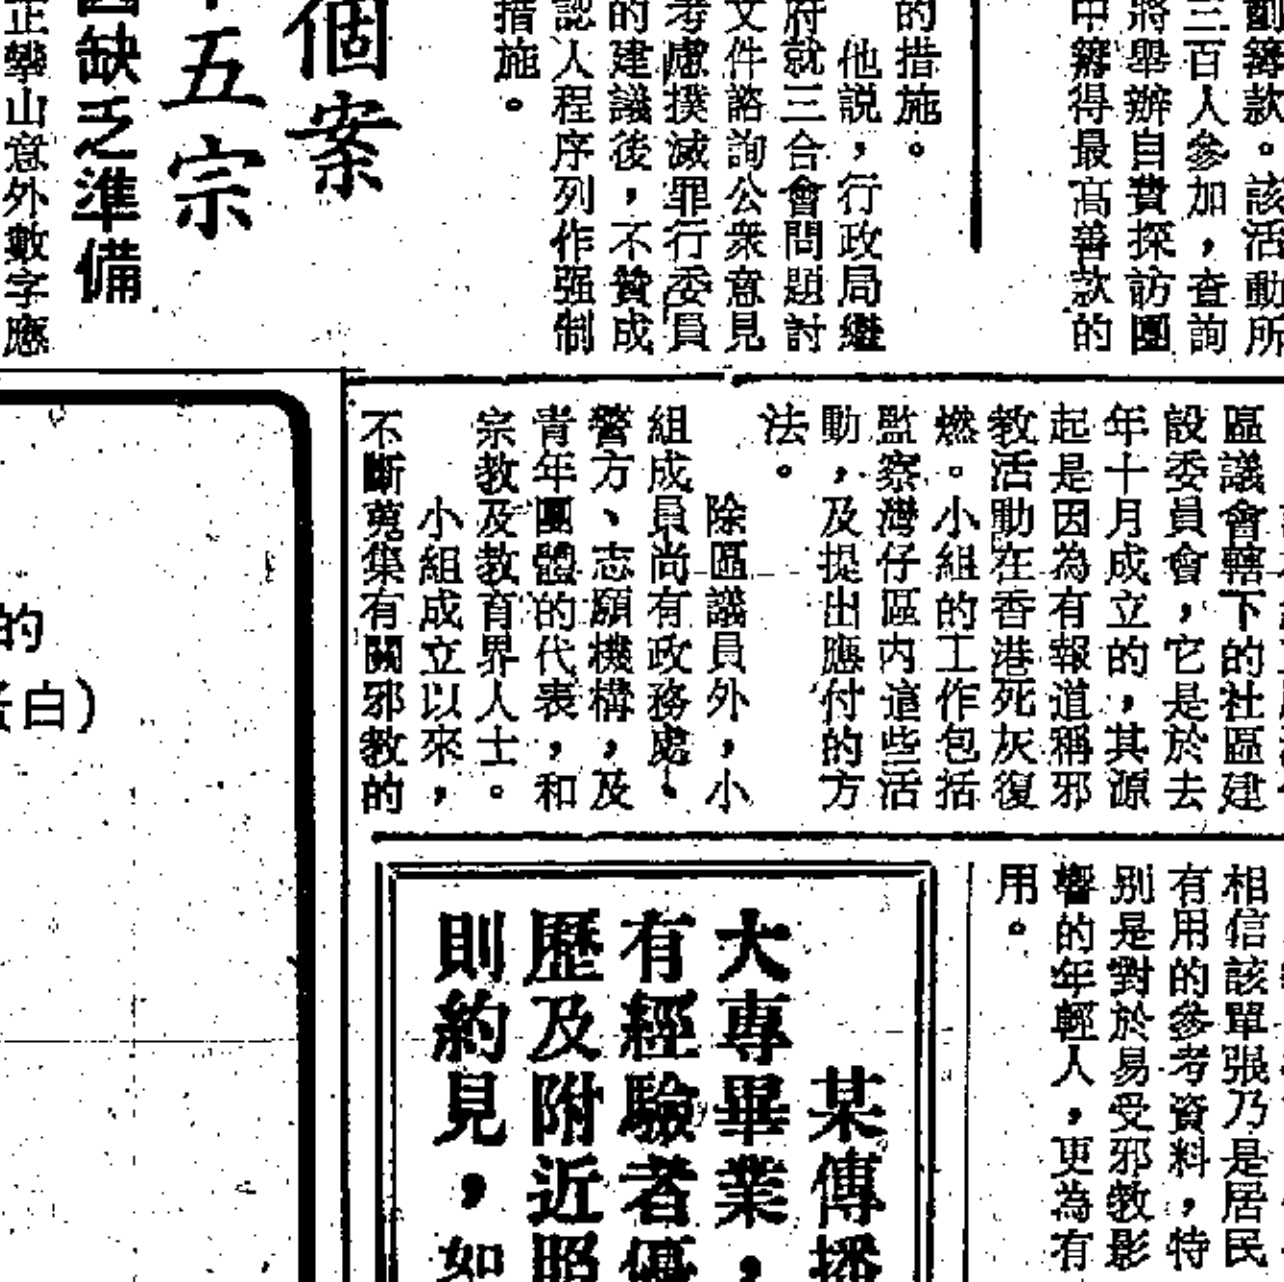 劃籌款。該活動所
三百人參加，查詢
將舉辦自費探訪團
中籌得最高善款的
的措施。
他說，行政局繼
府就三合會問題討
文件諮詢公衆意見
考慮撲滅罪行委員
的建議後，不贊成
認人程序列作强制
措施。
個案
五宗
因缺乏準備
正攀山意外數字應
區議會轄下的社區建
設委員會，它是於去
年十月成立的，其源
起是因為有報道稱邪
教活動在香港死灰復
燃。小組的工作包括
監察灣仔區内這些活
動，及提出應付的方
法。
除區議員外，小
組成員尚有政務處、
警方、志願機構，及
青年團體的代表，和
宗教及教育界人士。
小組成立以來，
不斷蒐集有關邪教的
的
蛋白)
相信該單張乃是居民
有用的參考資料，特
别是對於易受邪教影
響的年輕人，更為有
用。
某傳播
大專畢業，
有經驗者優
歷及附近照
則約見，如